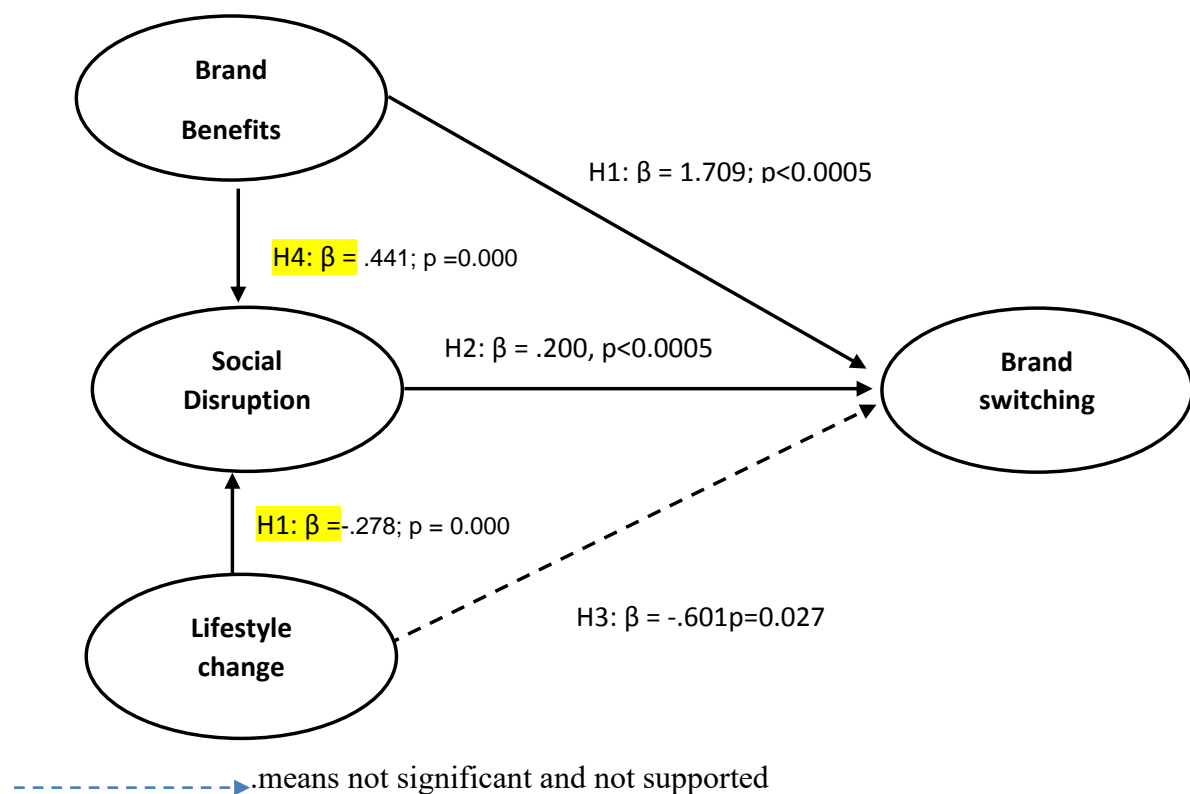 Brand
Benefits
H1: β = 1.709; p<0.0005
H4: β = .441; p =0.000
Social
Disruption
H2: β = .200, p<0.0005
Brand
switching
H1: β =-.278; p = 0.000
H3: β = -.601p=0.027
Lifestyle
change
.means not significant and not supported